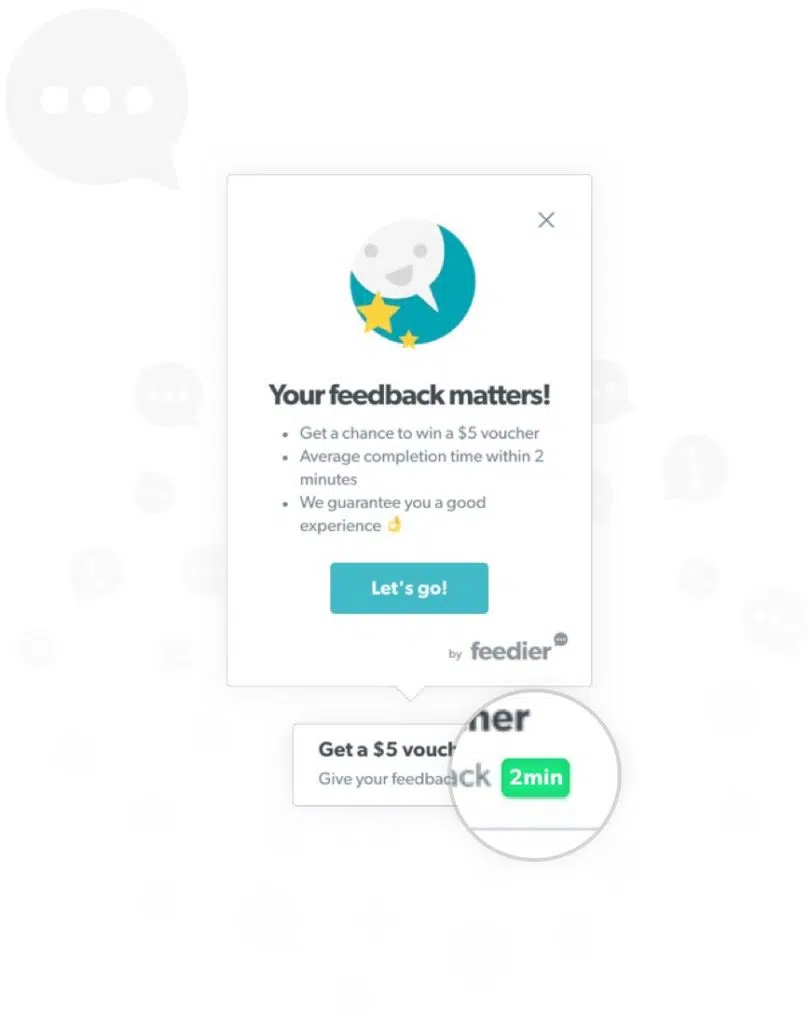 Your feedback matters!
Get a chance to win a $5 voucher
Average completion time within 2
minutes
We guarantee you a good
experience 👌
Let's go!
by feedier
Get a $5 vouch
her
Give your feedbac
ack 2min